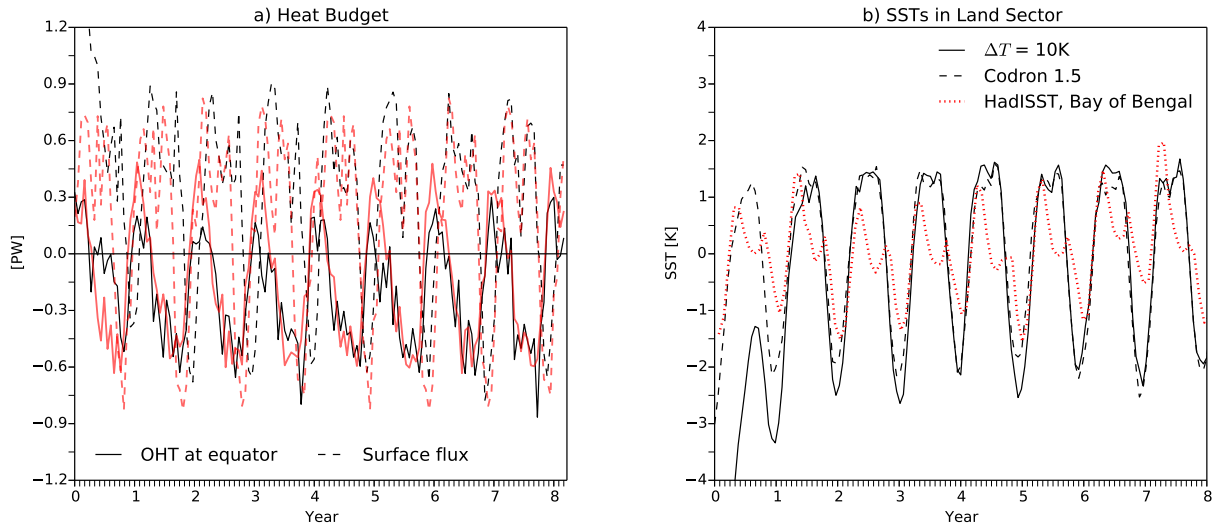 a) Heat Budget
1.2
0.9
0.6
0.3
0.0
−0.3
−0.6
−0.9
−1.2
[PW]
OHT at equator
Surface flux
0 1 2 3 4 5 6 7 8
Year
b) SSTs in Land Sector
4
3
2
1
0
−1
−2
−3
−4
SST [K]
ΔT = 10K
Codron 1.5
HadISST, Bay of Bengal
0 1 2 3 4 5 6 7 8
Year